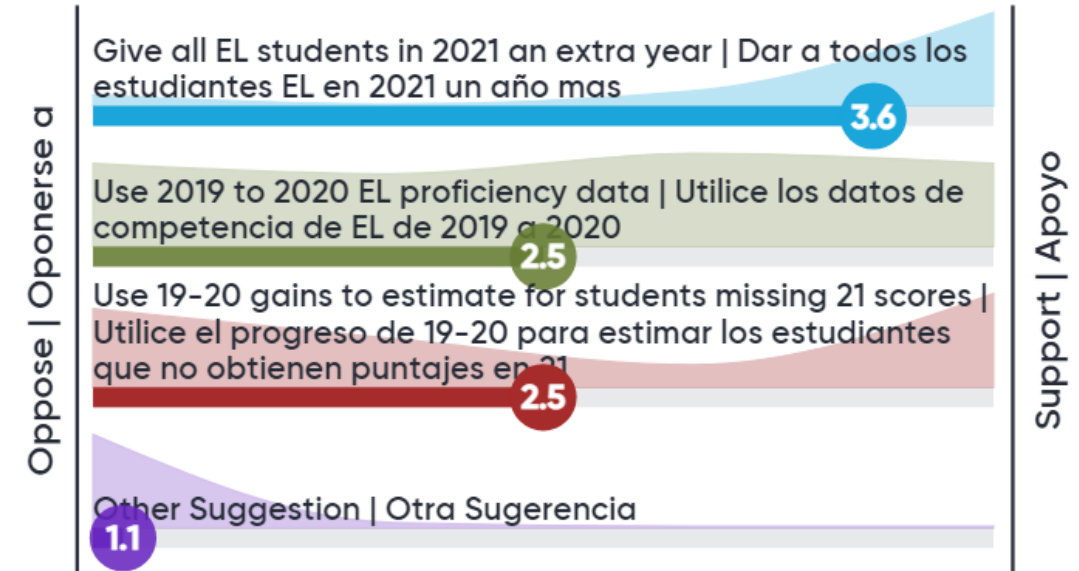 Oppose | Oponerse a
Give all EL students in 2021 an extra year | Dar a todos los
estudiantes EL en 2021 un año mas
3.6
Use 2019 to 2020 EL proficiency data | Utilice los datos de
competencia de EL de 2019 a 2020
2.5
Use 19-20 gains to estimate for students missing 21 scores |
Utilice el progreso de 19-20 para estimar los estudiantes
que no obtienen puntajes en 21
2.5
Other Suggestion | Otra Sugerencia
1.1
Support | Apoyo